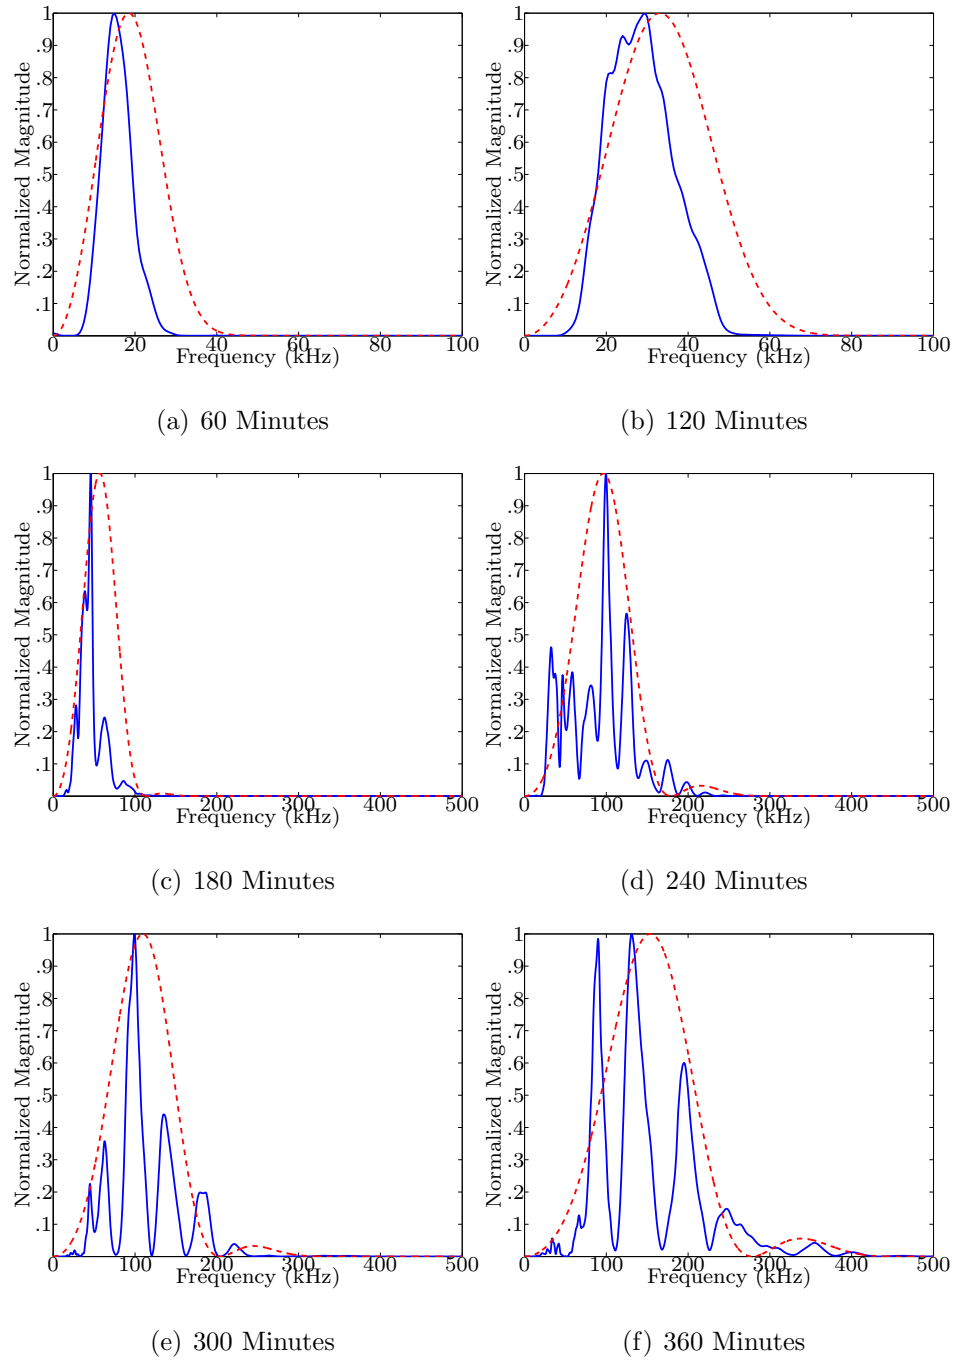 1
.9
.8
.7
.6
.5
.4
.3
.2
.1
Normalized Magnitude
0 20 40 60 80 100
Frequency (kHz)
(a) 60 Minutes
1
.9
.8
.7
.6
.5
.4
.3
.2
.1
Normalized Magnitude
0 20 40 60 80 100
Frequency (kHz)
(b) 120 Minutes
1
.9
.8
.7
.6
.5
.4
.3
.2
.1
Normalized Magnitude
0 100 200 300 400 500
Frequency (kHz)
(c) 180 Minutes
1
.9
.8
.7
.6
.5
.4
.3
.2
.1
Normalized Magnitude
0 100 200 300 400 500
Frequency (kHz)
(d) 240 Minutes
1
.9
.8
.7
.6
.5
.4
.3
.2
.1
Normalized Magnitude
0 100 200 300 400 500
Frequency (kHz)
(e) 300 Minutes
1
.9
.8
.7
.6
.5
.4
.3
.2
.1
Normalized Magnitude
0 100 200 300 400 500
Frequency (kHz)
(f) 360 Minutes